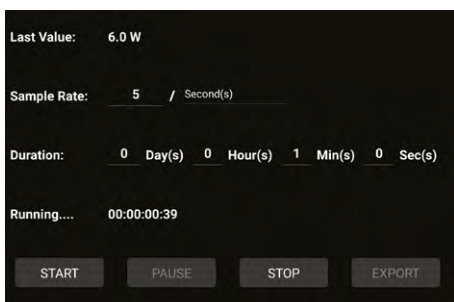 Last Value: 6.0 W
Sample Rate: 5 / Second(s)
Duration: 0 Day(s) 0 Hour(s) 1 Min(s) 0 Sec(s)
Running.... 00:00:00:39
START PAUSE STOP EXPORT